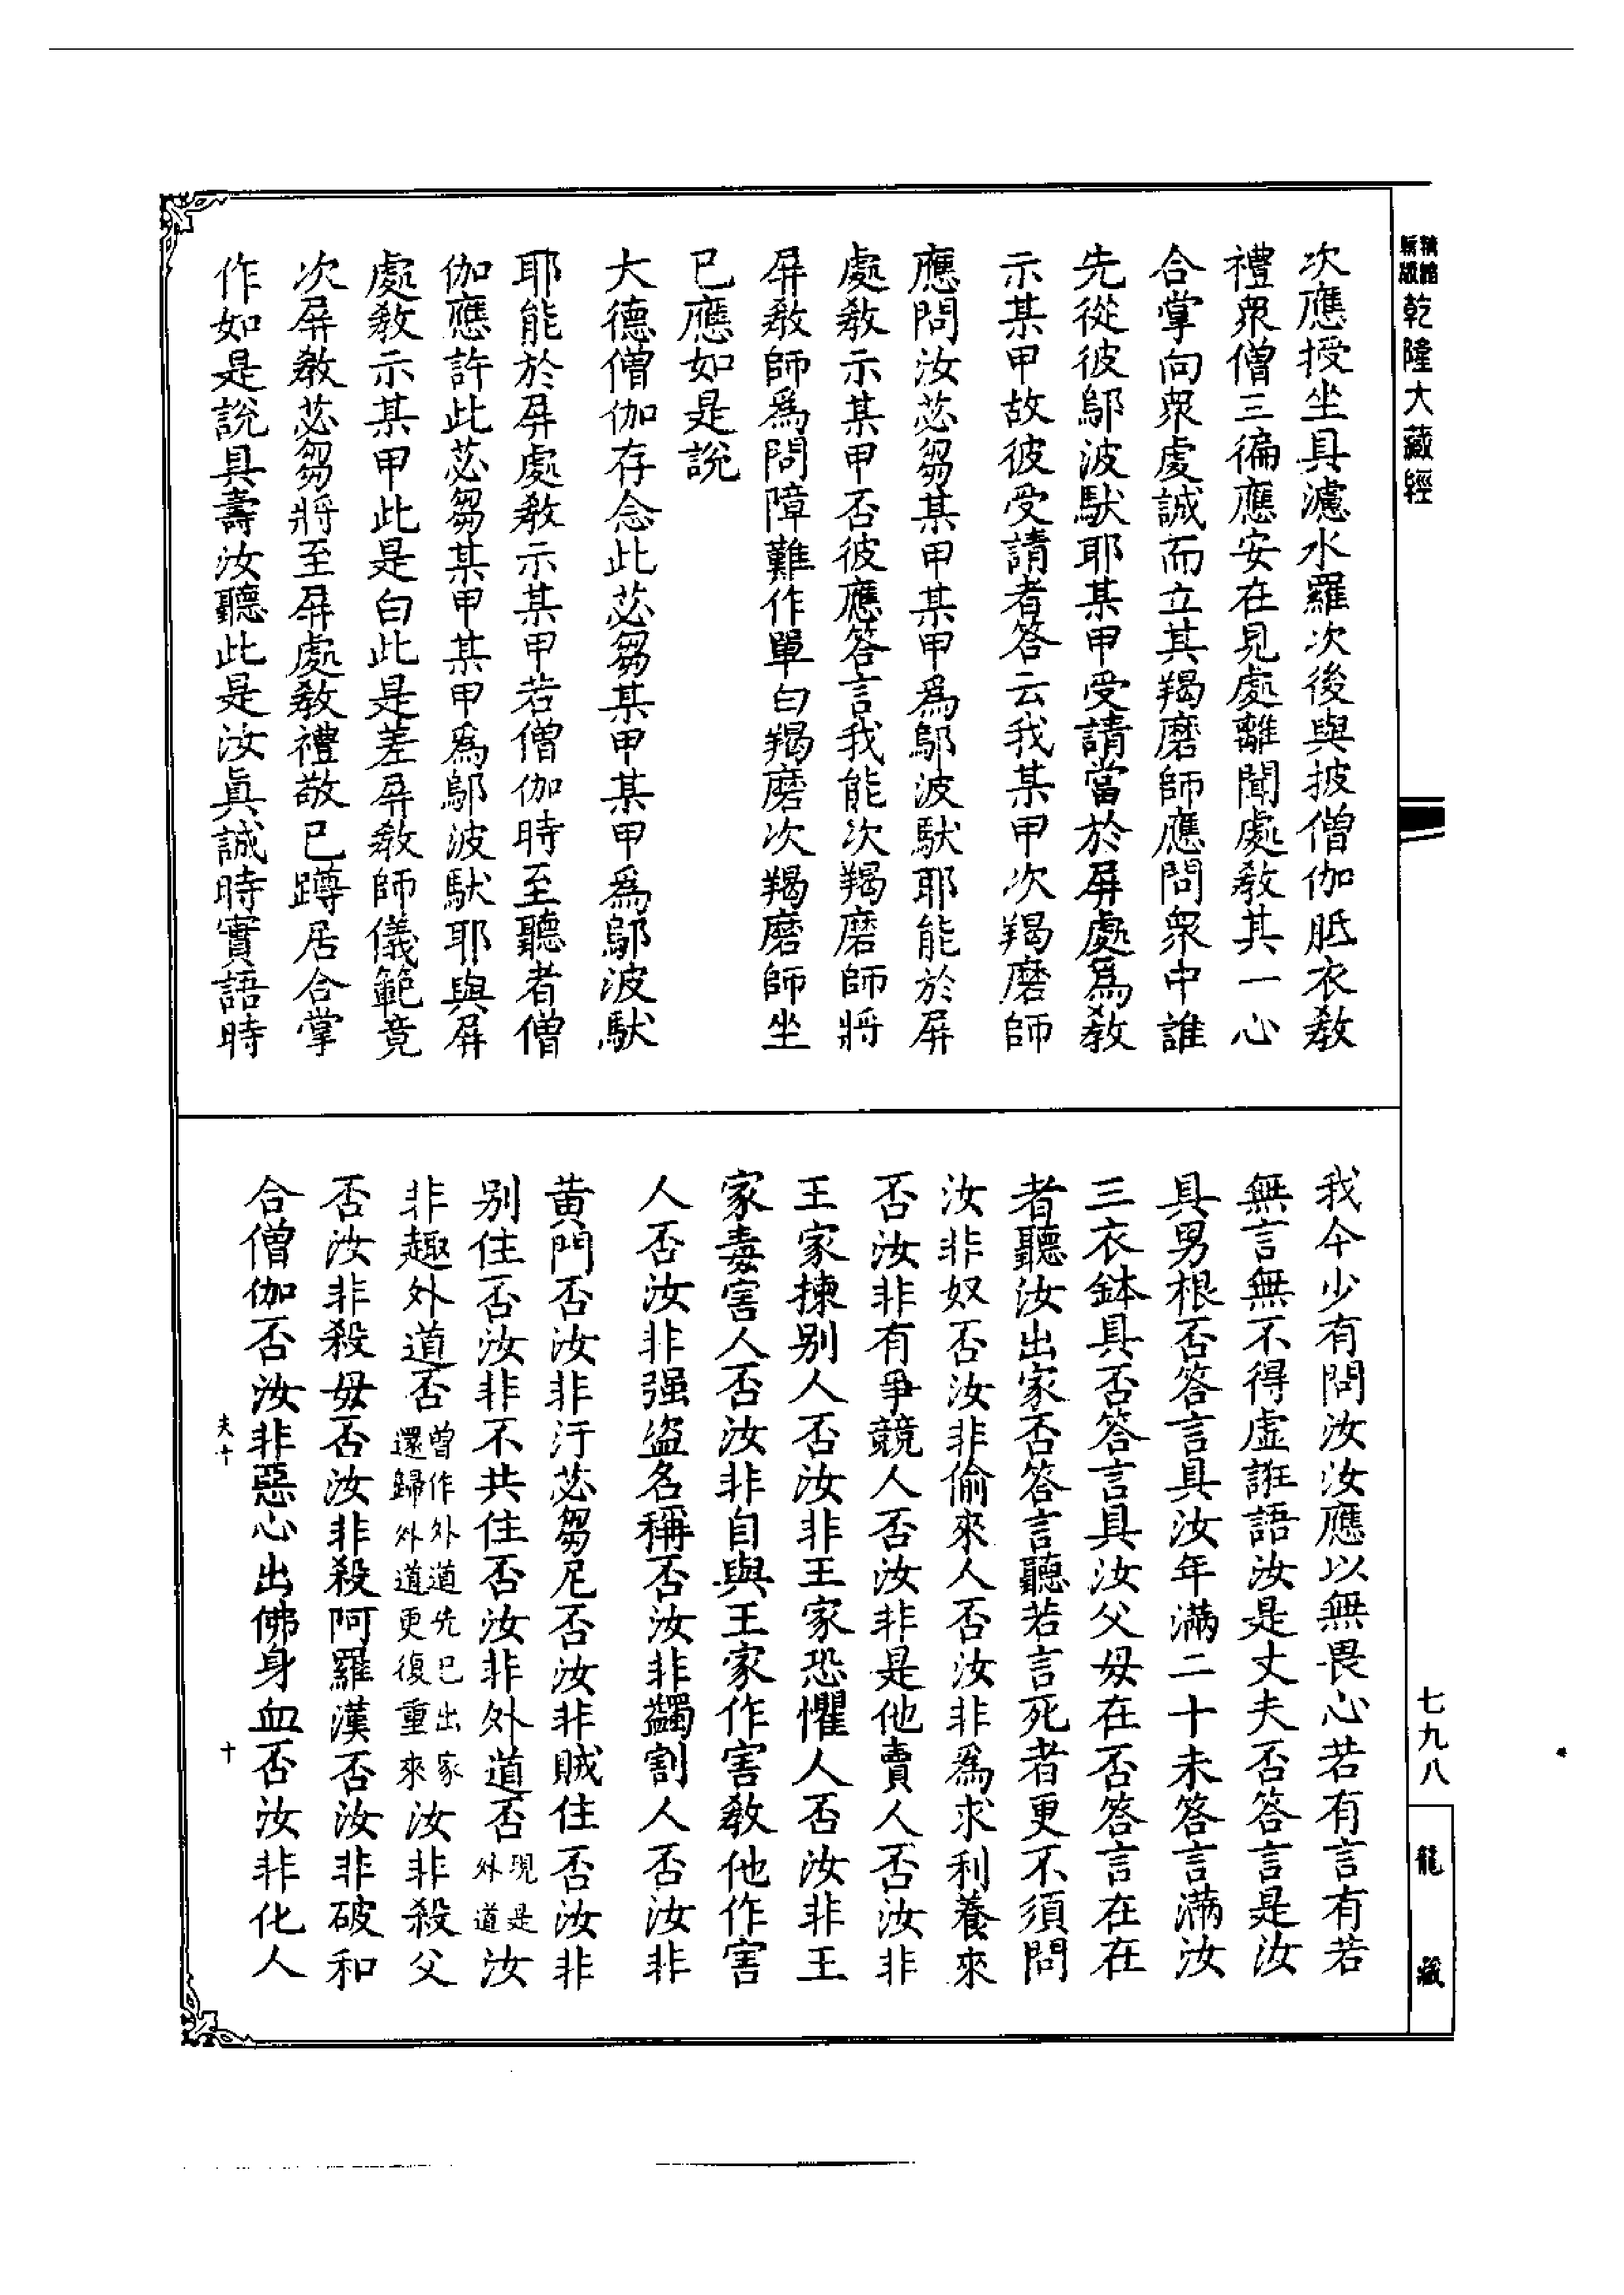 精縮新版乾隆大藏經
次應授坐具濾水羅次後與披僧伽胝衣教
禮衆僧三徧應安在見處離聞處教其一心
合掌向衆虔誠而立其羯磨師應問衆中誰
先從彼鄔波馱耶某甲受請當於屏處爲教
示某甲故彼受請者答云我某甲次羯磨師
應問汝苾芻某甲某甲爲鄔波馱耶能於屏
處教示某甲否彼應答言我能次羯磨師將
屏教師爲問障難作單白羯磨次羯磨師坐
已應如是說
大德僧伽存念此苾芻某甲某甲爲鄔波馱
耶能於屏處教示某甲若僧伽時至聽者僧
伽應許此苾芻某甲某甲爲鄔波馱耶與屏
處教示某甲此是白此是差屏教師儀範竟
次屏教苾芻將至屏處教禮敬已蹲居合掌
作如是說具壽汝聽此是汝眞誠時實語時
我今少有問汝汝應以無畏心若有言有若
無言無不得虛誑語汝是丈夫否答言是汝
具男根否答言具汝年滿二十未答言滿汝
三衣鉢具否答言具汝父母在否答言在在
者聽汝出家否答言聽若言死者更不須問
汝非奴否汝非偷來人否汝非爲求利養來
否汝非有爭競人否汝非是他賣人否汝非
王家揀别人否汝非王家恐懼人否汝非王
家毒害人否汝非自與王家作害教他作害
人否汝非强盜名稱否汝非蠲割人否汝非
黄門否汝非汙苾芻尼否汝非賊住否汝非
别住否汝非不共住否汝非外道否現是外道汝
非趣外道否曾作外道先已出家還歸外道更復重來汝非殺父
否汝非殺母否汝非殺阿羅漢否汝非破和
合僧伽否汝非惡心出佛身血否汝非化人
夫十
十
七九八
龍藏